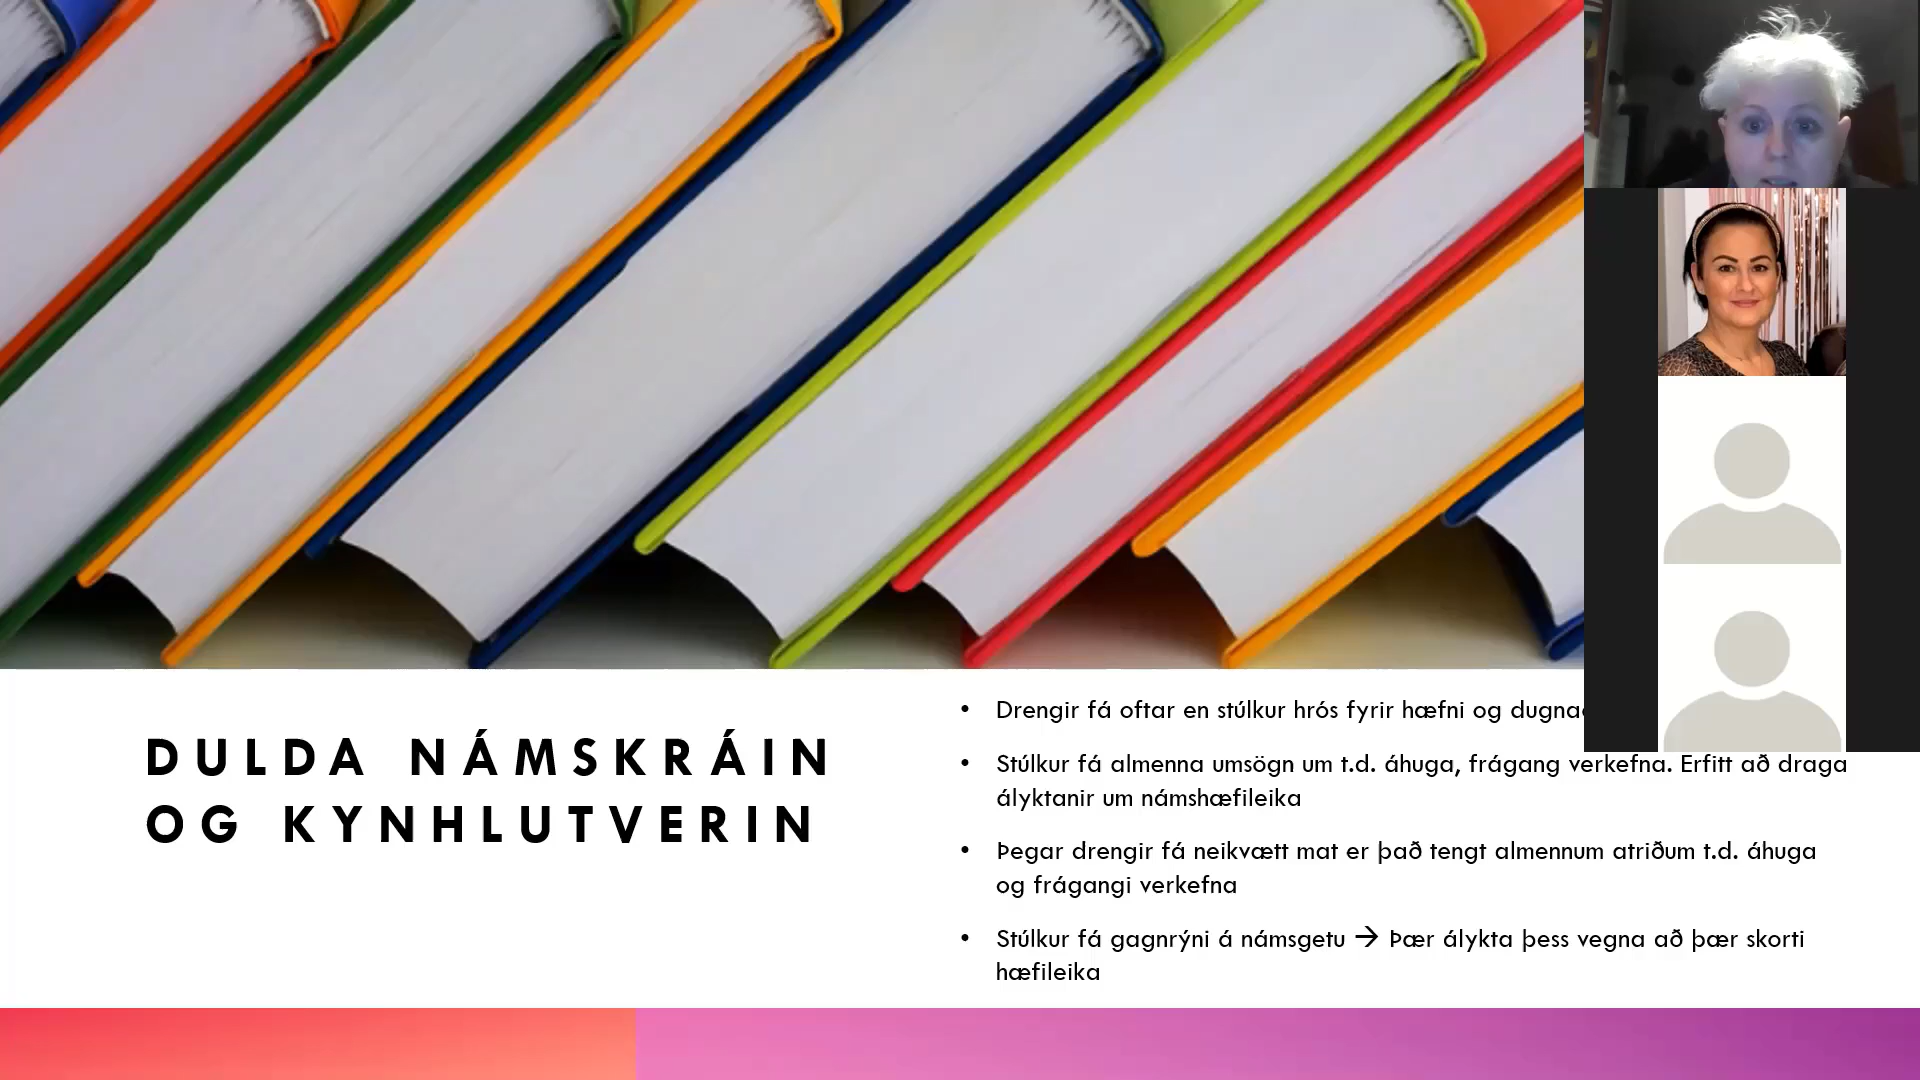 DULDA NÁMSKRÁIN
OG KYNHLUTVERIN
• Drengir fá oftar en stúlkur hrós fyrir hæfni og
• Stúlkur fá almenna umsögn um t.d. áhuga, frágang verkefna. Erfitt að draga
ályktanir um námshæfileika
• Þegar drengir fá neikvætt mat er það tengt almennum atriðum t.d. áhuga
og frágangi verkefna
• Stúlkur fá gagnrýni á námsgetu → Þær álykta þess vegna að þær skorti
hæfileika